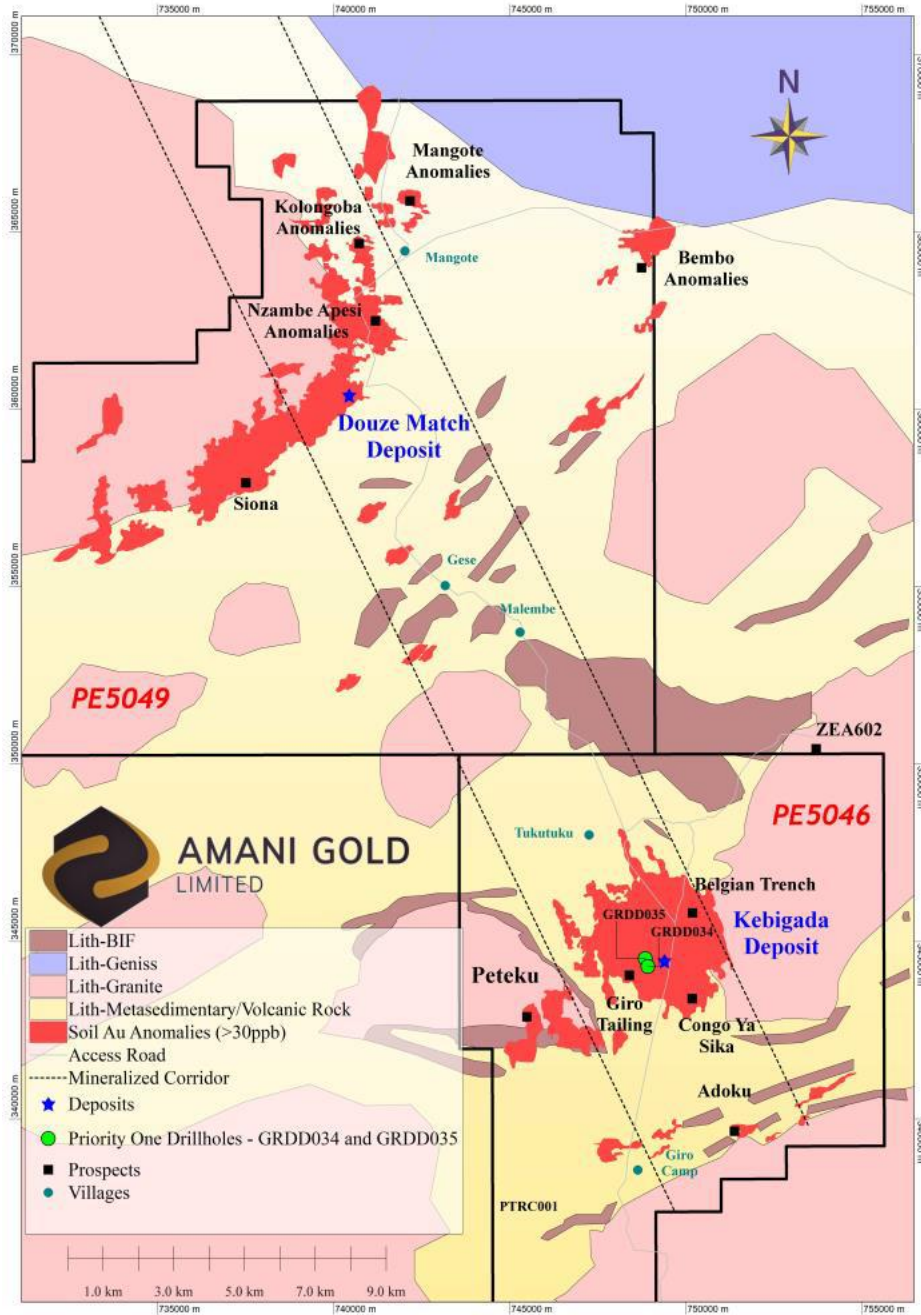 735000 m
740000 m
745000 m
750000 m
755000 m
370000 m
N
Mangote
Anomalies
Kolongoba
Anomalies
365000 m
Mangote
Bembo
Anomalies
Nzambe Apesi
Anomalies
360000 m
Douze Match
Deposit
Siona
355000 m
Gese
Malembe
PE5049
350000 m
ZEA602
PE5046
AMANI GOLD
LIMITED
Tukutuku
Belgian Trench
GRDD035
GRDD034
Kebigada
Deposit
345000 m
Lith-BIF
Lith-Geniss
Lith-Granite
Lith-Metasedimentary/Volcanic Rock
Soil Au Anomalies (>30ppb)
Access Road
Mineralized Corridor
Deposits
Priority One Drillholes - GRDD034 and GRDD035
Prospects
Villages
Peteku
Giro
Tailing
Congo Ya
Sika
340000 m
Adoku
Giro
Camp
PTRC001
1.0 km
3.0 km
5.0 km
7.0 km
9.0 km
735000 m
740000 m
745000 m
750000 m
755000 m